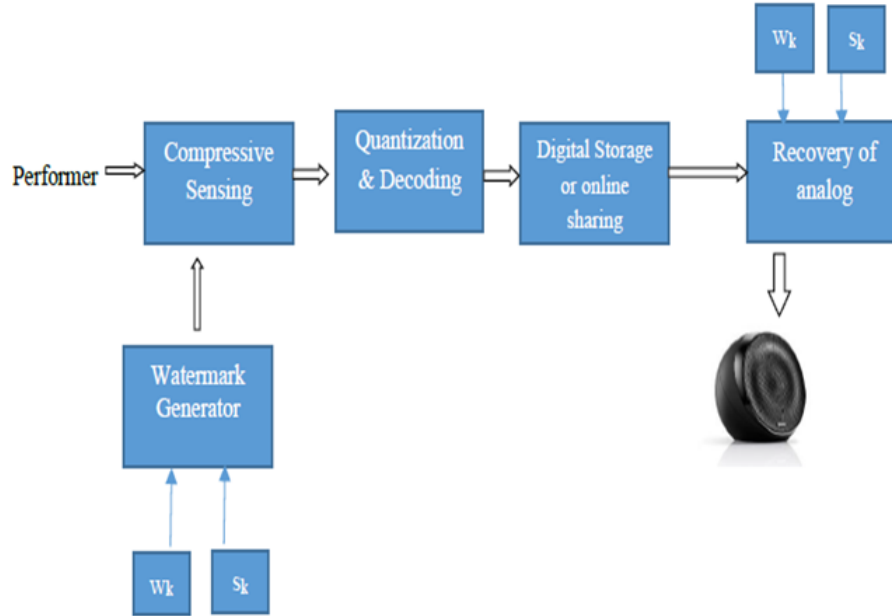 Performer
Compressive
Sensing
Quantization
& Decoding
Digital Storage
or online
sharing
Wk
Sk
Recovery of
analog
Watermark
Generator
Wk
Sk